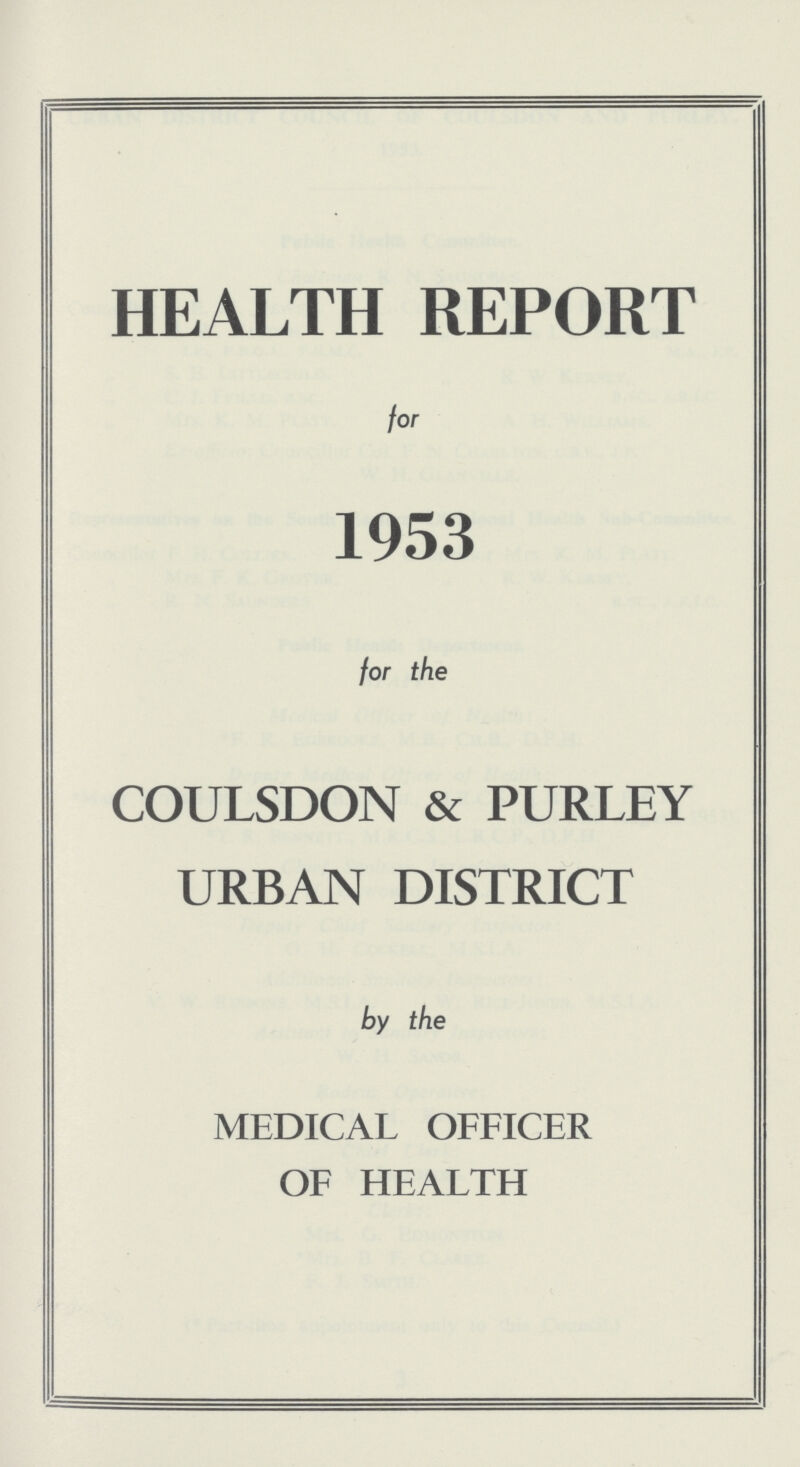 HEALTH REPORT
for
1953
for the
COULSDON & PURLEY
URBAN DISTRICT
by the
MEDICAL OFFICER
OF HEALTH